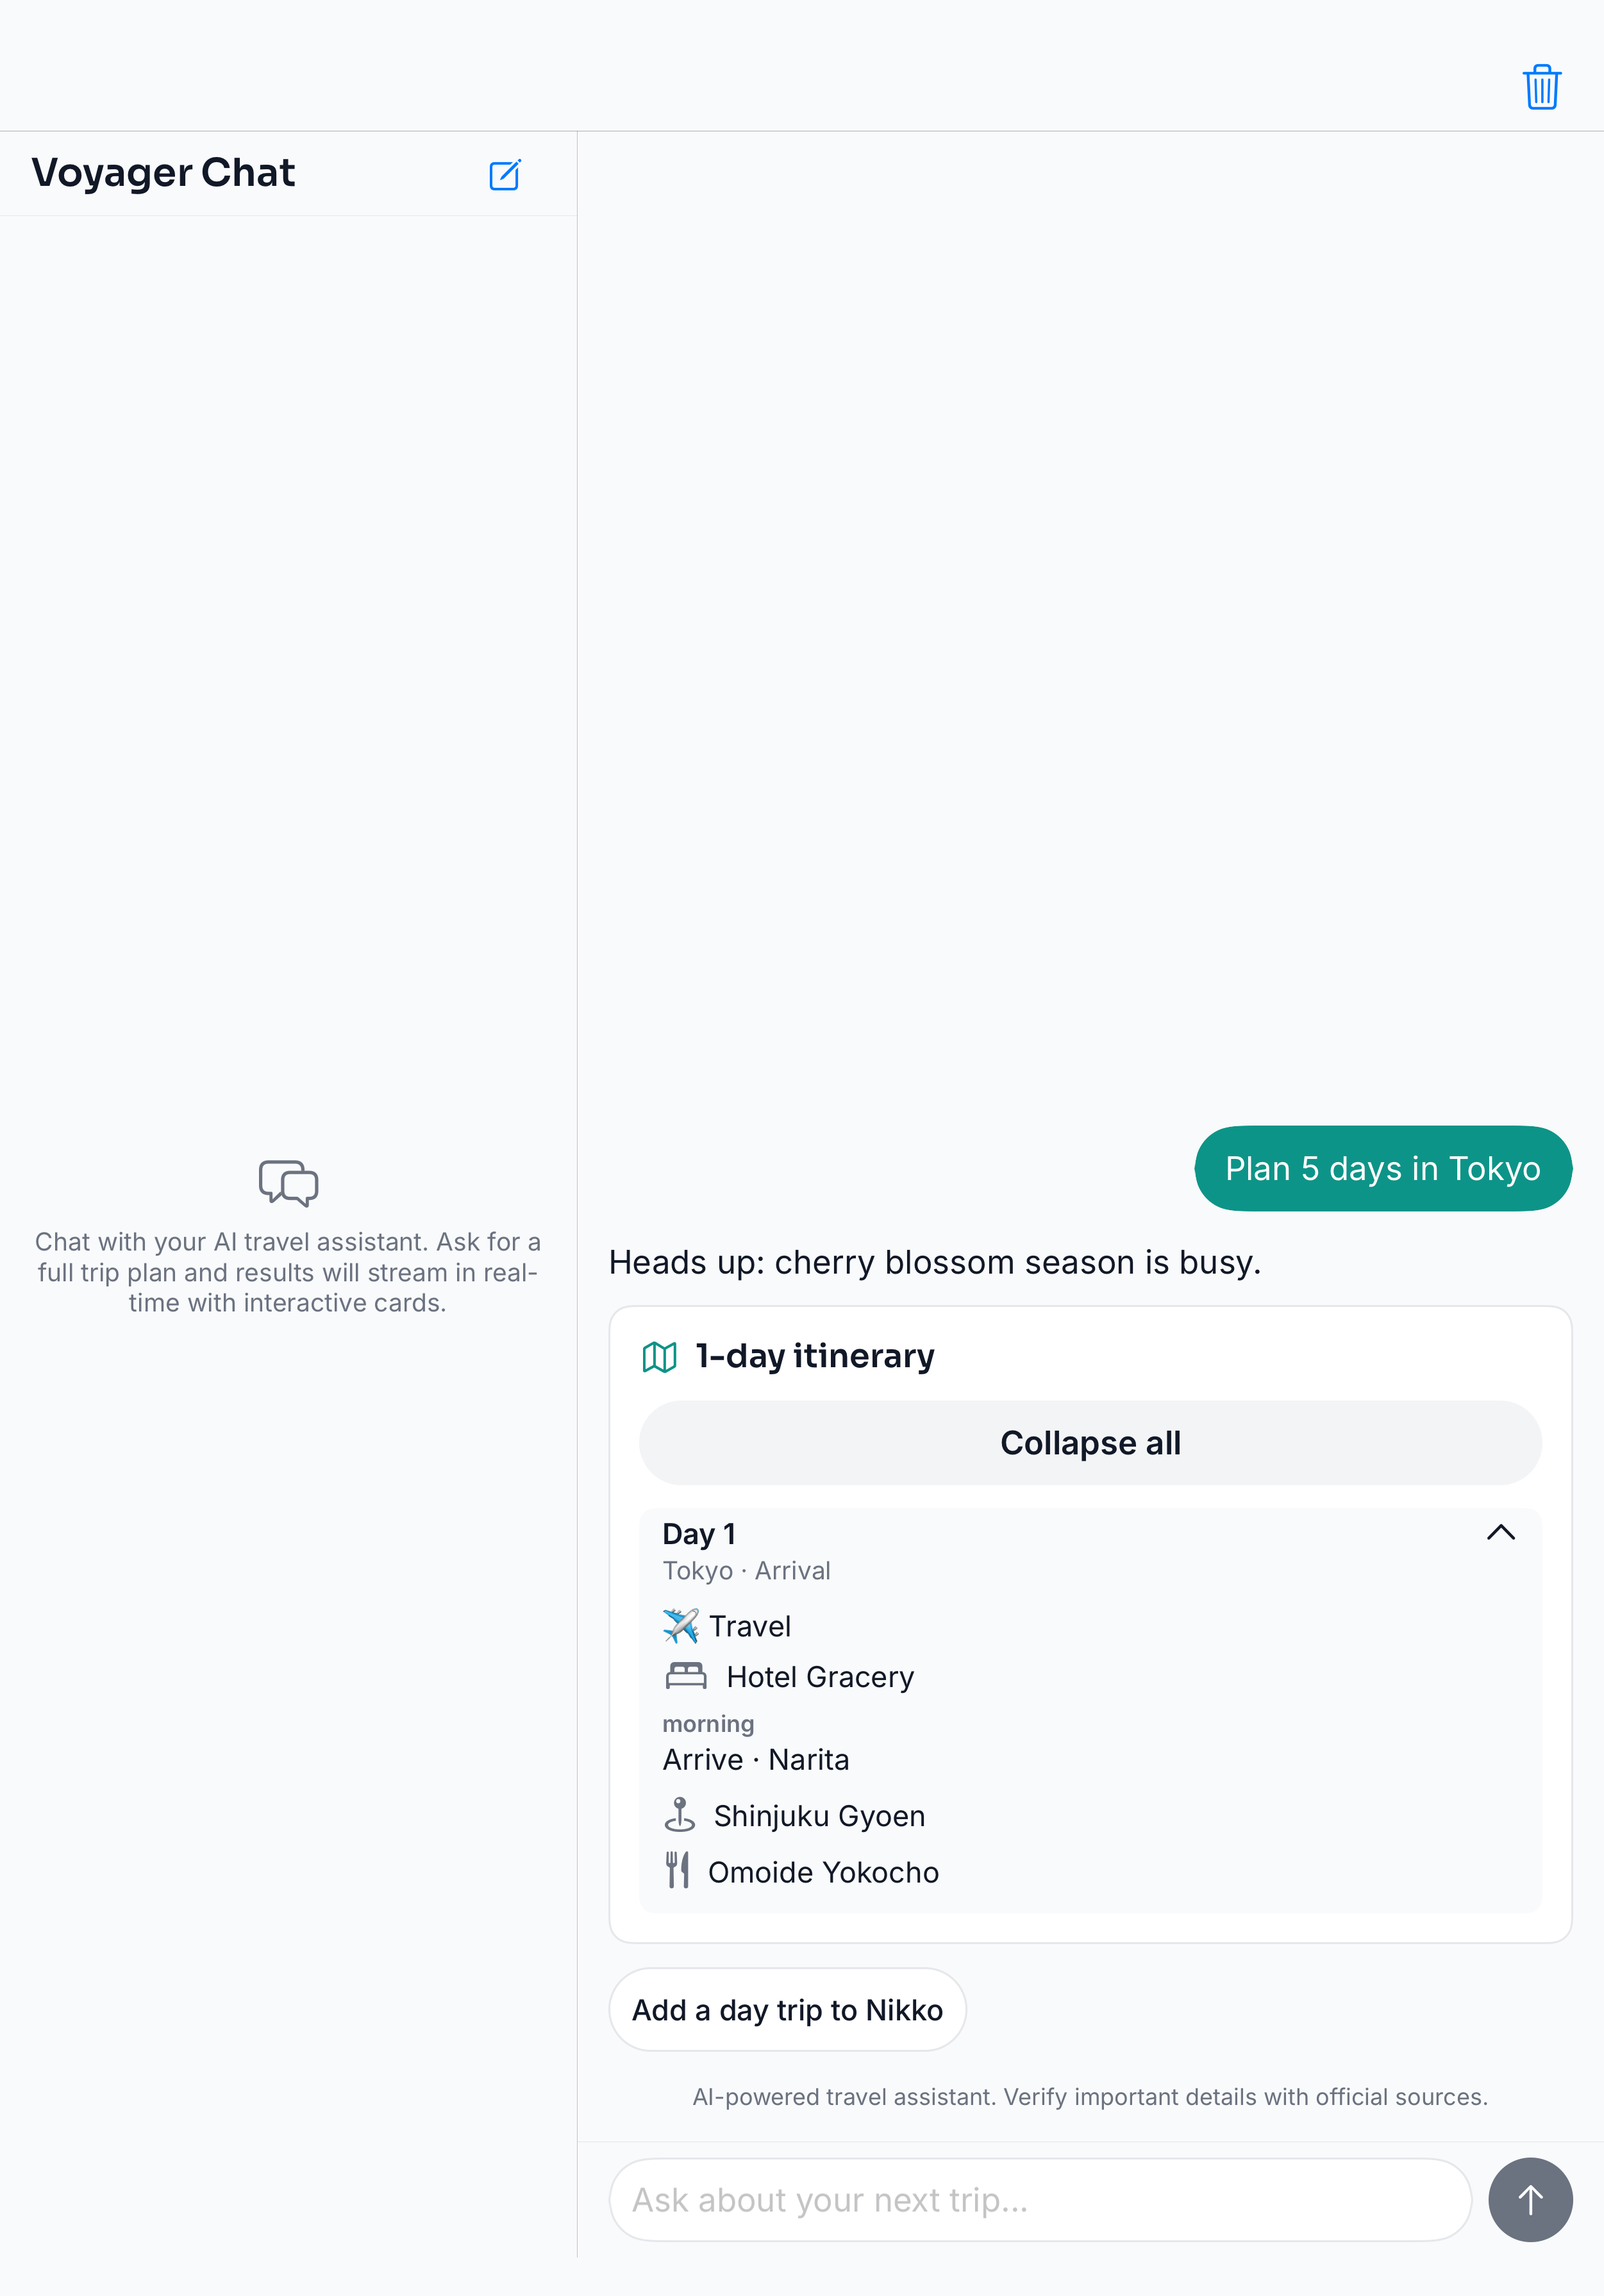 Voyager Chat
Chat with your AI travel assistant. Ask for a
full trip plan and results will stream in real-
time with interactive cards.
Plan 5 days in Tokyo
Heads up: cherry blossom season is busy.
1-day itinerary
Collapse all
Day 1
Tokyo · Arrival
✈️ Travel
Hotel Gracery
morning
Arrive · Narita
Shinjuku Gyoen
Omoide Yokocho
Add a day trip to Nikko
AI-powered travel assistant. Verify important details with official sources.
Ask about your next trip...